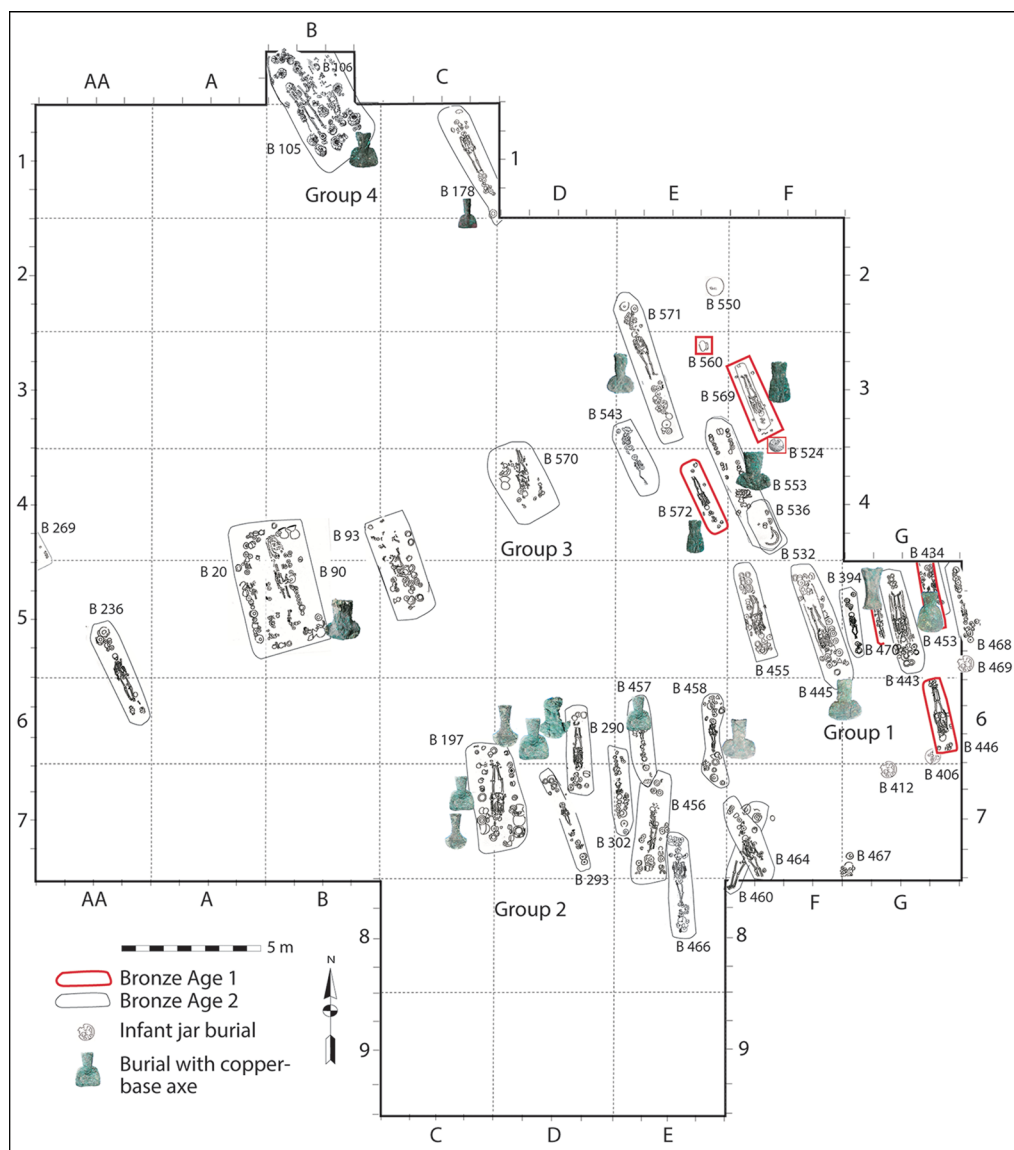 B
AA
A
C
B 106
B 105
1
1
Group 4
B 178
D
E
F
2
2
B 550
B 571
B 560
3
3
B 569
B 543
B 524
B 570
B 553
4
4
B 572
B 536
B 269
B 93
Group 3
B 532
G
B 434
B 20
B 90
B 394
B 236
5
5
B 470
B 453
B 468
B 455
B 469
B 445
B 443
B 457
B 458
6
6
B 197
B 290
Group 1
B 446
B 412
B 406
B 456
7
7
B 302
B 464
B 467
B 293
B 460
AA
A
B
Group 2
F
G
8
8
B 466
5 m
N
Bronze Age 1
Bronze Age 2
Infant jar burial
9
9
Burial with copper-
base axe
C
D
E